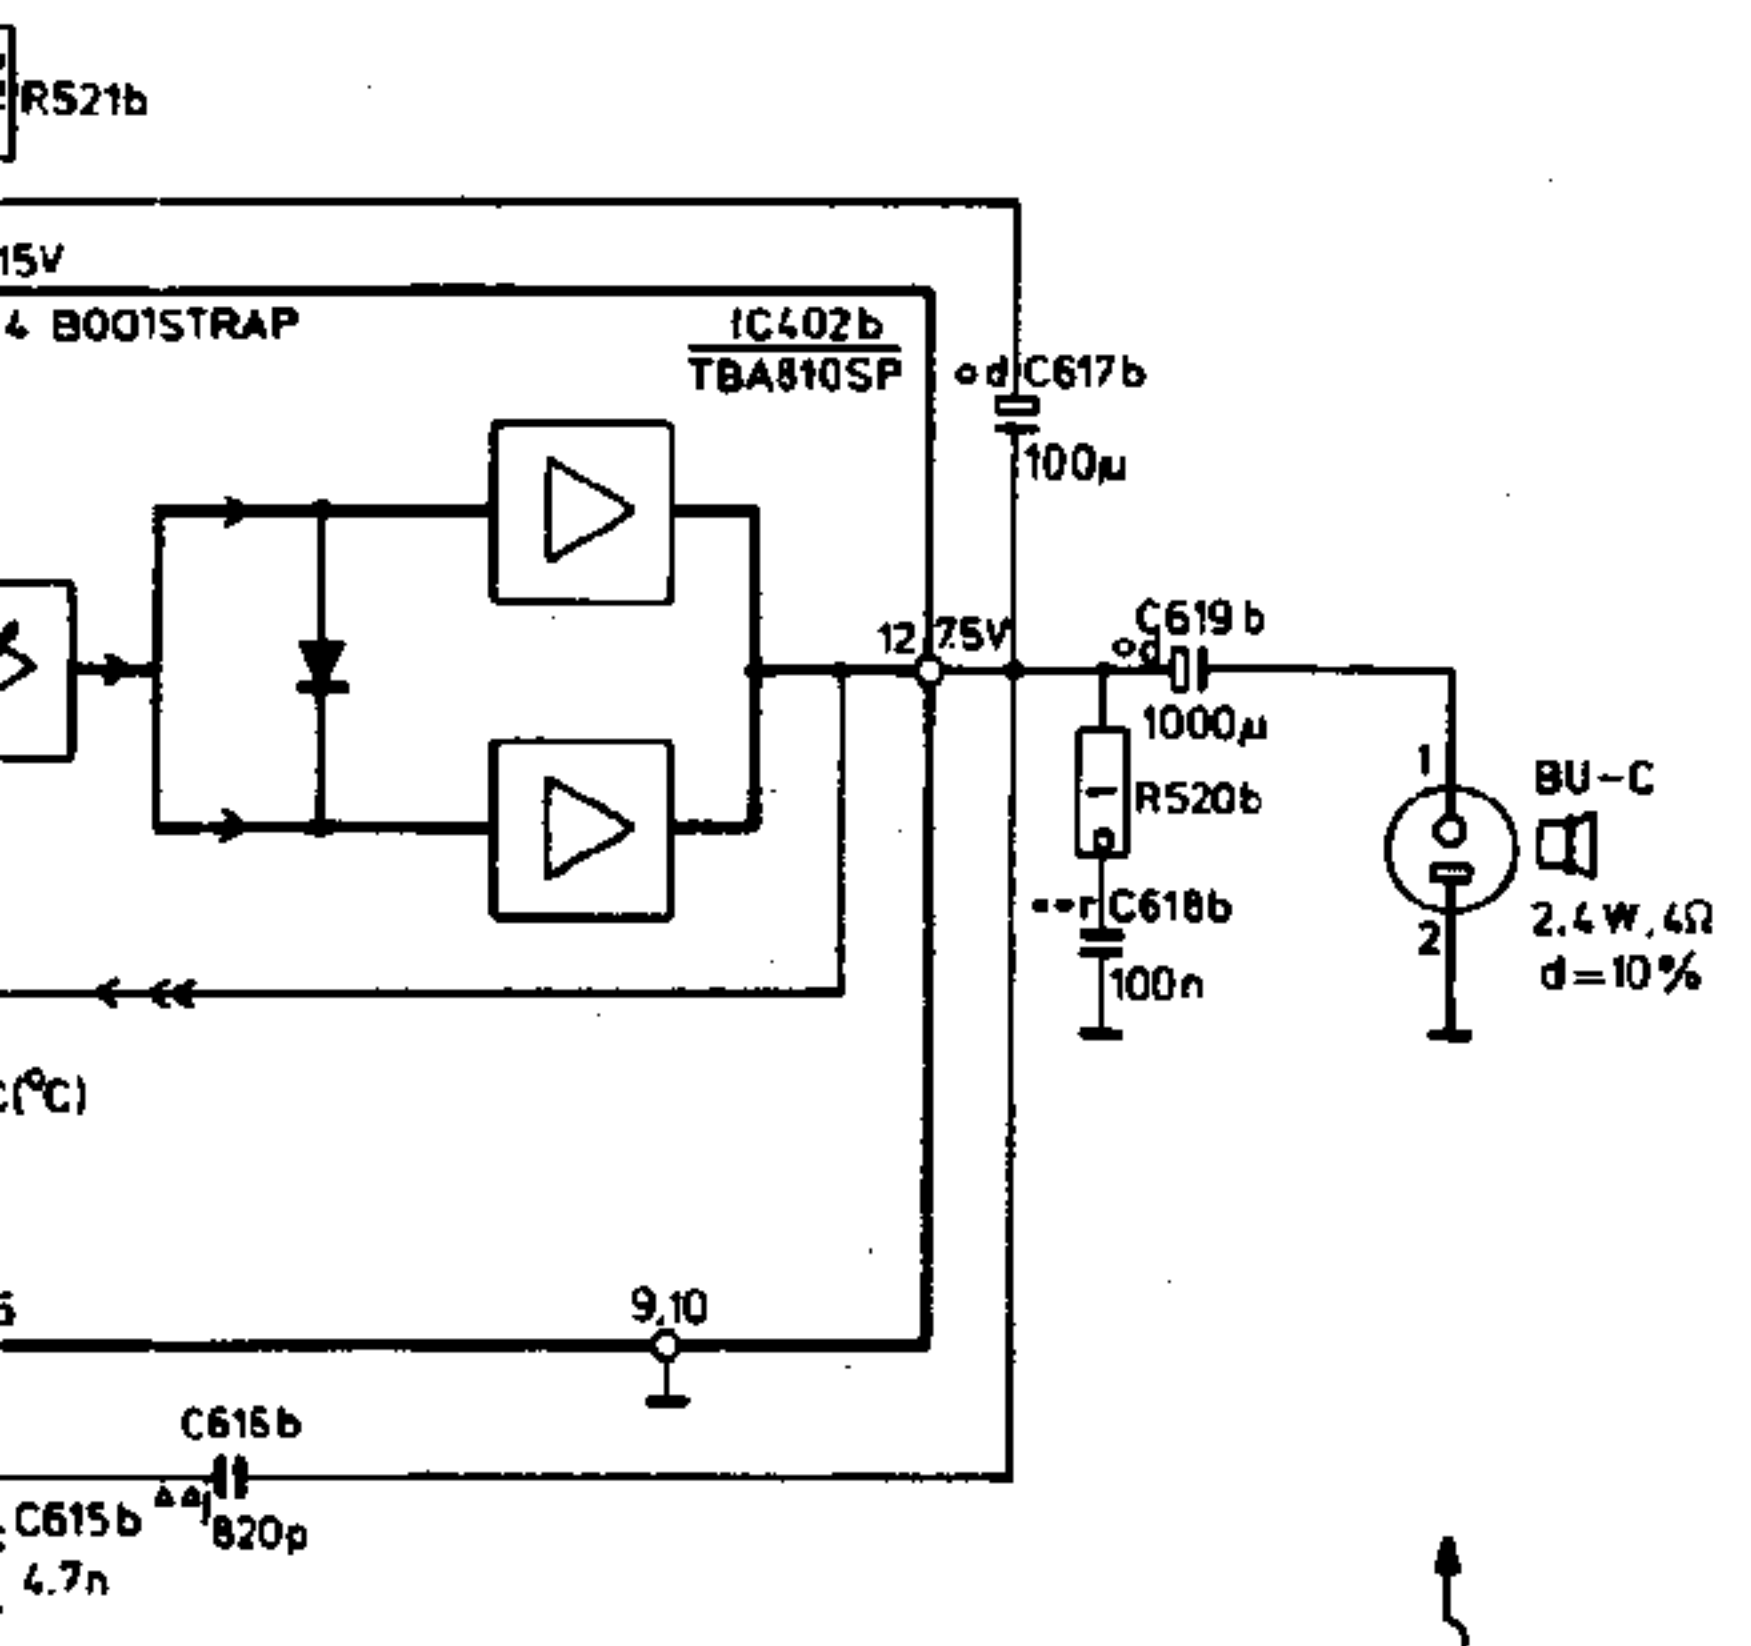 R521b
15V
4 BOO1STRAP
IC402b
TBA810SP
C617b
100µ
12
7.5V
C619b
1000µ
R520b
1
BU-C
2
2.4W, 4Ω
d=10%
C618b
100n
C(°C)
9,10
C616b
820p
C615b
4.7n